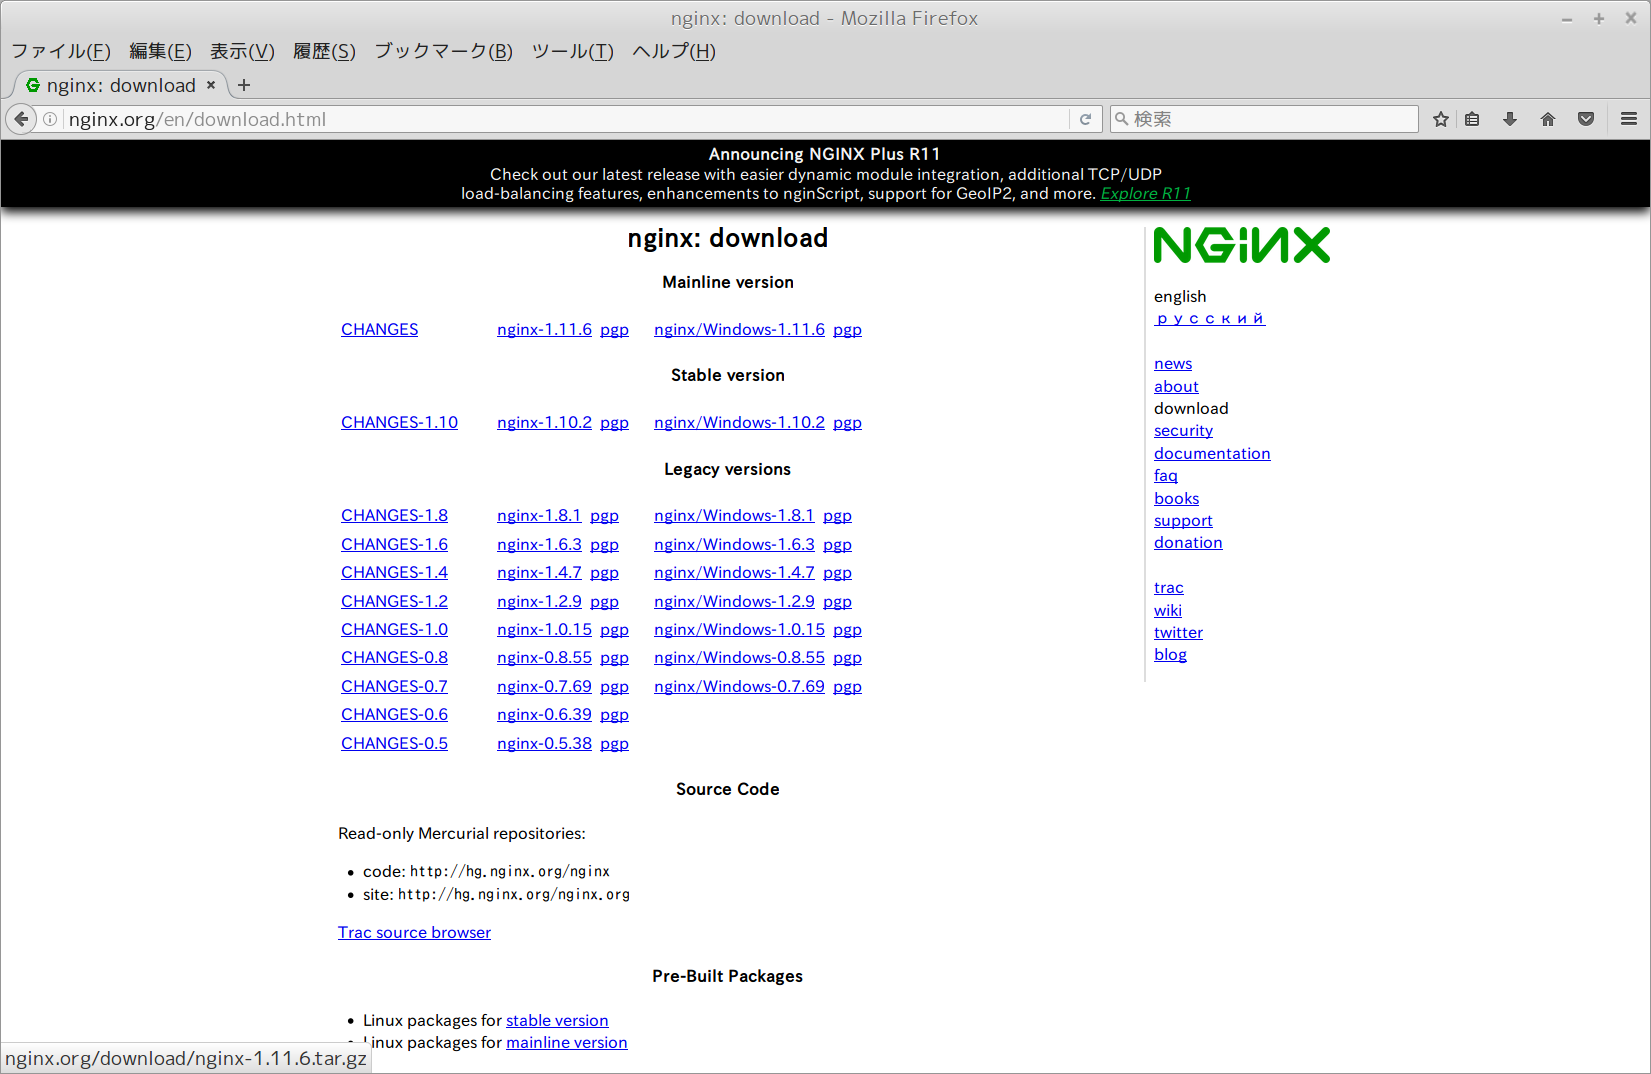 nginx: download - Mozilla Firefox
ファイル(F) 編集(E) 表示(V) 履歴(S) ブックマーク(B) ツール(T) ヘルプ(H)
nginx: download
nginx.org/en/download.html 検索
Announcing NGINX Plus R11
Check out our latest release with easier dynamic module integration, additional TCP/UDP
load-balancing features, enhancements to nginScript, support for GeoIP2, and more. Explore R11
nginx: download
Mainline version
CHANGES nginx-1.11.6 pgp nginx/Windows-1.11.6 pgp
Stable version
CHANGES-1.10 nginx-1.10.2 pgp nginx/Windows-1.10.2 pgp
Legacy versions
CHANGES-1.8 nginx-1.8.1 pgp nginx/Windows-1.8.1 pgp
CHANGES-1.6 nginx-1.6.3 pgp nginx/Windows-1.6.3 pgp
CHANGES-1.4 nginx-1.4.7 pgp nginx/Windows-1.4.7 pgp
CHANGES-1.2 nginx-1.2.9 pgp nginx/Windows-1.2.9 pgp
CHANGES-1.0 nginx-1.0.15 pgp nginx/Windows-1.0.15 pgp
CHANGES-0.8 nginx-0.8.55 pgp nginx/Windows-0.8.55 pgp
CHANGES-0.7 nginx-0.7.69 pgp nginx/Windows-0.7.69 pgp
CHANGES-0.6 nginx-0.6.39 pgp
CHANGES-0.5 nginx-0.5.38 pgp
Source Code
Read-only Mercurial repositories:
• code: http://hg.nginx.org/nginx
• site: http://hg.nginx.org/nginx.org
Trac source browser
Pre-Built Packages
• Linux packages for stable version
• Linux packages for mainline version
NGINX
english
русский
news
about
download
security
documentation
faq
books
support
donation
trac
wiki
twitter
blog
nginx.org/download/nginx-1.11.6.tar.gz